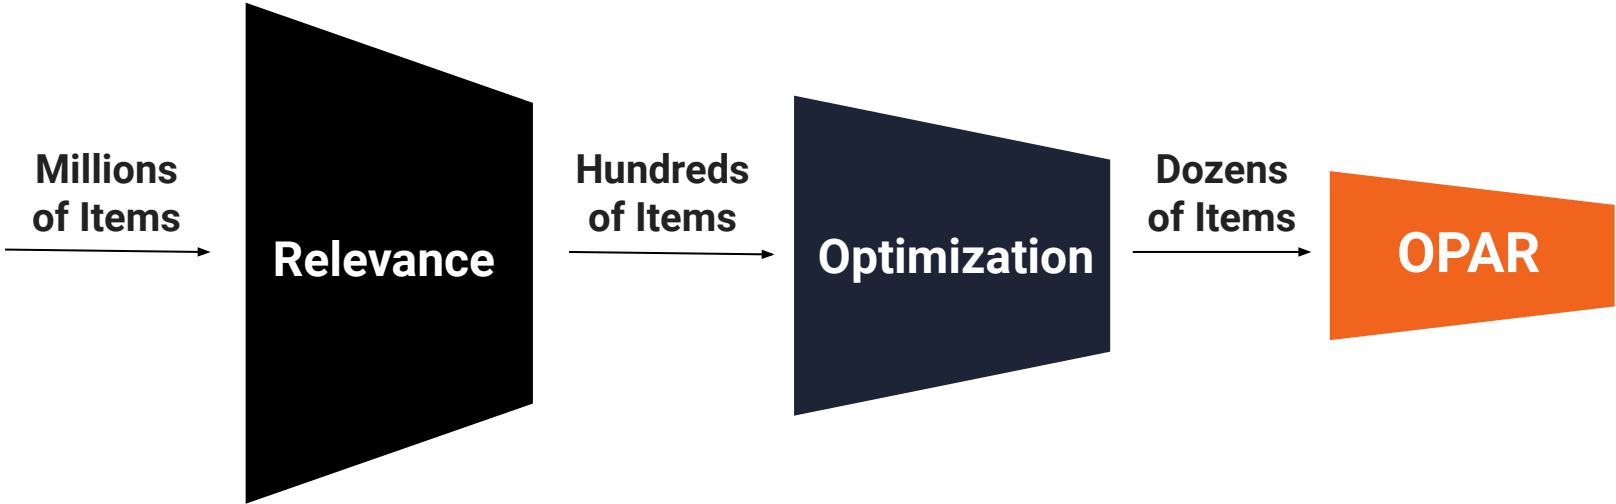 Millions
of Items
Relevance
Hundreds
of Items
Optimization
Dozens
of Items
OPAR